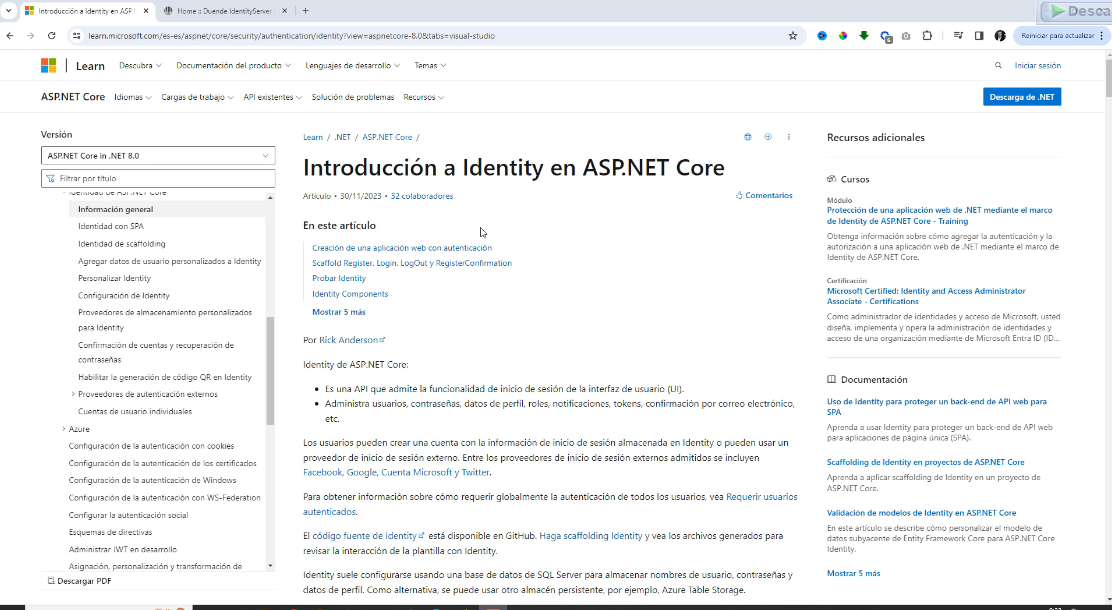 Introducción a Identity en ASP.
Home :: Duende IdentityServer
Desca
learn.microsoft.com/es-es/aspnet/core/security/authentication/identity?view=aspnetcore-8.0&tabs=visual-studio
Reiniciar para actualizar
Learn
Descubra
Documentación del producto
Lenguajes de desarrollo
Temas
Iniciar sesión
ASP.NET Core
Idiomas
Cargas de trabajo
API existentes
Solución de problemas
Recursos
Descarga de .NET
Versión
ASP.NET Core in .NET 8.0
Filtrar por título
Identidad de ASP.NET Core
Información general
Identidad con SPA
Identidad de scaffolding
Agregar datos de usuario personalizados a Identity
Personalizar Identity
Configuración de Identity
Proveedores de almacenamiento personalizados
para Identity
Confirmación de cuentas y recuperación de
contraseñas
Habilitar la generación de código QR en Identity
Proveedores de autenticación externos
Cuentas de usuario individuales
Azure
Configuración de la autenticación con cookies
Configuración de la autenticación de los certificados
Configuración de la autenticación de Windows
Configuración de la autenticación con WS-Federation
Configurar la autenticación social
Esquemas de directivas
Administrar JWT en desarrollo
Asignación, personalización y transformación de
Descargar PDF
Learn / .NET / ASP.NET Core /
Introducción a Identity en ASP.NET Core
Artículo • 30/11/2023 • 32 colaboradores
Comentarios
En este artículo
Creación de una aplicación web con autenticación
Scaffold Register, Login, LogOut y RegisterConfirmation
Probar Identity
Identity Components
Mostrar 5 más
Por Rick Anderson
Identity de ASP.NET Core:
• Es una API que admite la funcionalidad de inicio de sesión de la interfaz de usuario (UI).
• Administra usuarios, contraseñas, datos de perfil, roles, notificaciones, tokens, confirmación por correo electrónico,
etc.
Los usuarios pueden crear una cuenta con la información de inicio de sesión almacenada en Identity o pueden usar un
proveedor de inicio de sesión externo. Entre los proveedores de inicio de sesión externos admitidos se incluyen
Facebook, Google, Cuenta Microsoft y Twitter.
Para obtener información sobre cómo requerir globalmente la autenticación de todos los usuarios, vea Requerir usuarios
autenticados.
El código fuente de Identity está disponible en GitHub. Haga scaffolding Identity y vea los archivos generados para
revisar la interacción de la plantilla con Identity.
Identity suele configurarse usando una base de datos de SQL Server para almacenar nombres de usuario, contraseñas y
datos de perfil. Como alternativa, se puede usar otro almacén persistente, por ejemplo, Azure Table Storage.
Recursos adicionales
Cursos
Módulo
Protección de una aplicación web de .NET mediante el marco
de Identity de ASP.NET Core - Training
Obtenga información sobre cómo agregar la autenticación y la
autorización a una aplicación web de .NET mediante el marco de
Identity de ASP.NET Core.
Certificación
Microsoft Certified: Identity and Access Administrator
Associate - Certifications
Como administrador de identidades y acceso de Microsoft, usted
diseña, implementa y opera la administración de identidades y
acceso de una organización mediante de Microsoft Entra ID (ID...
Documentación
Uso de Identity para proteger un back-end de API web para
SPA
Aprenda a usar Identity para proteger un back-end de API web
para aplicaciones de página única (SPA).
Scaffolding de Identity en proyectos de ASP.NET Core
Aprenda a aplicar scaffolding de Identity en un proyecto de
ASP.NET Core.
Validación de modelos de Identity en ASP.NET Core
En este artículo se describe cómo personalizar el modelo de
datos subyacente de Entity Framework Core para ASP.NET Core
Identity.
Mostrar 5 más